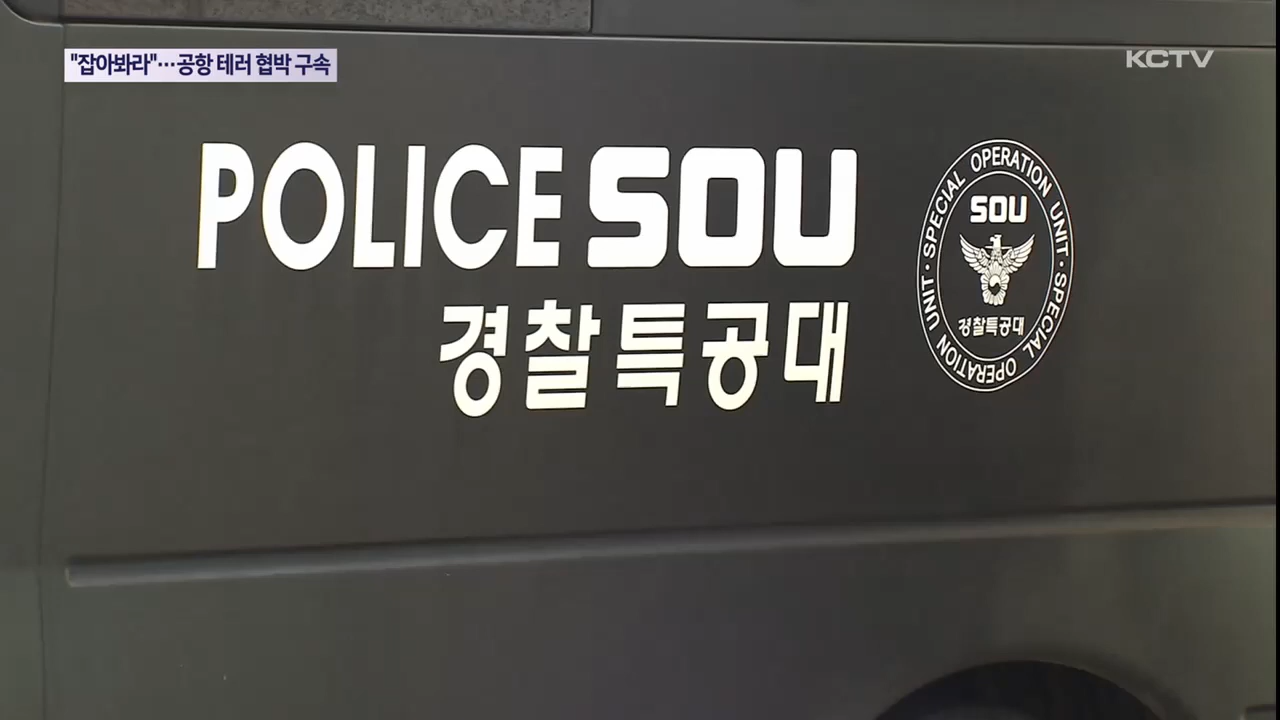 "잡아봐라"…공항 테러 협박 구속
KCTV
POLICE SOU
경찰특공대
SPECIAL OPERATION UNIT · SPECIAL OPERATION UNIT ·
SOU
경찰특공대